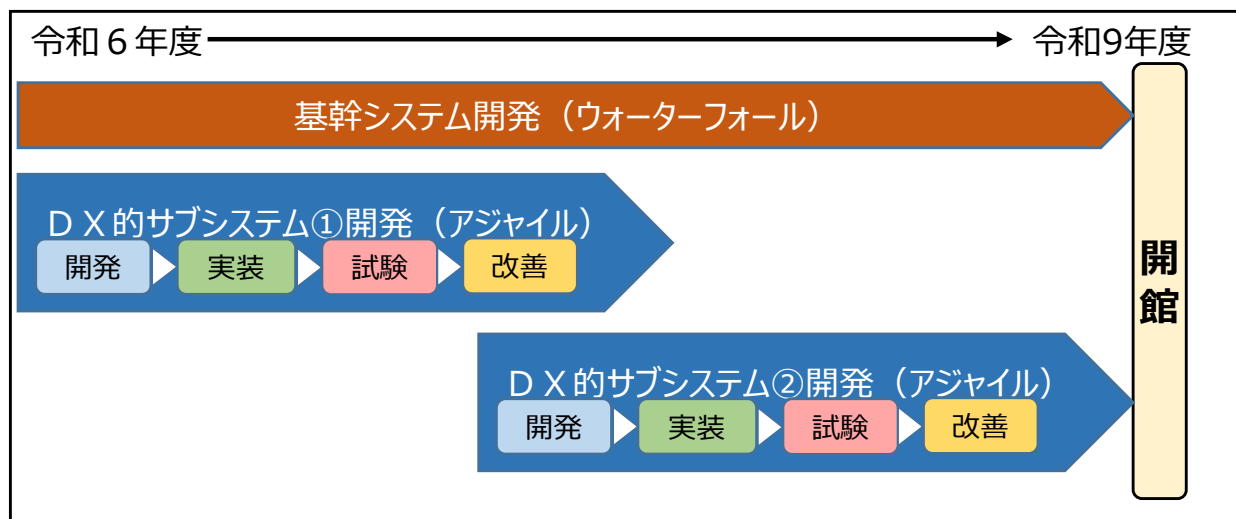 令和６年度
令和9年度
基幹システム開発（ウォーターフォール）
ＤＸ的サブシステム①開発（アジャイル）
開発
実装
試験
改善
ＤＸ的サブシステム②開発（アジャイル）
開発
実装
試験
改善
開館